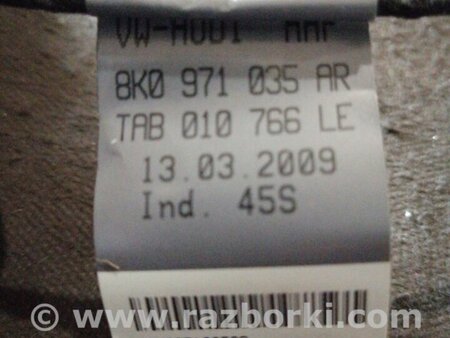 VW-AUDI
8K0 971 035 AR
TAB 010 766 LE
13.03.2009
Ind. 45S
© www.razborki.com